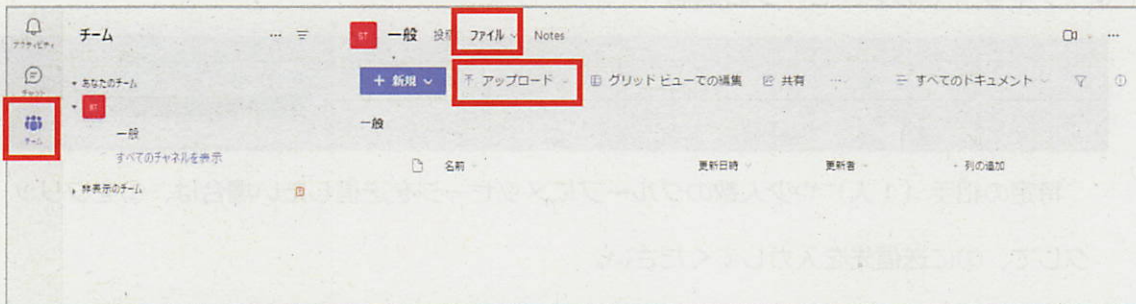 アクティビティ
チャット
チーム
チーム
… 
あなたのチーム
ST
一般
すべてのチャネルを表示
非表示のチーム
ST 一般 投稿 ファイル Notes
…
+ 新規 アップロード グリッド ビューでの編集 共有 … すべてのドキュメント
一般
名前 更新日時 更新者 列の追加